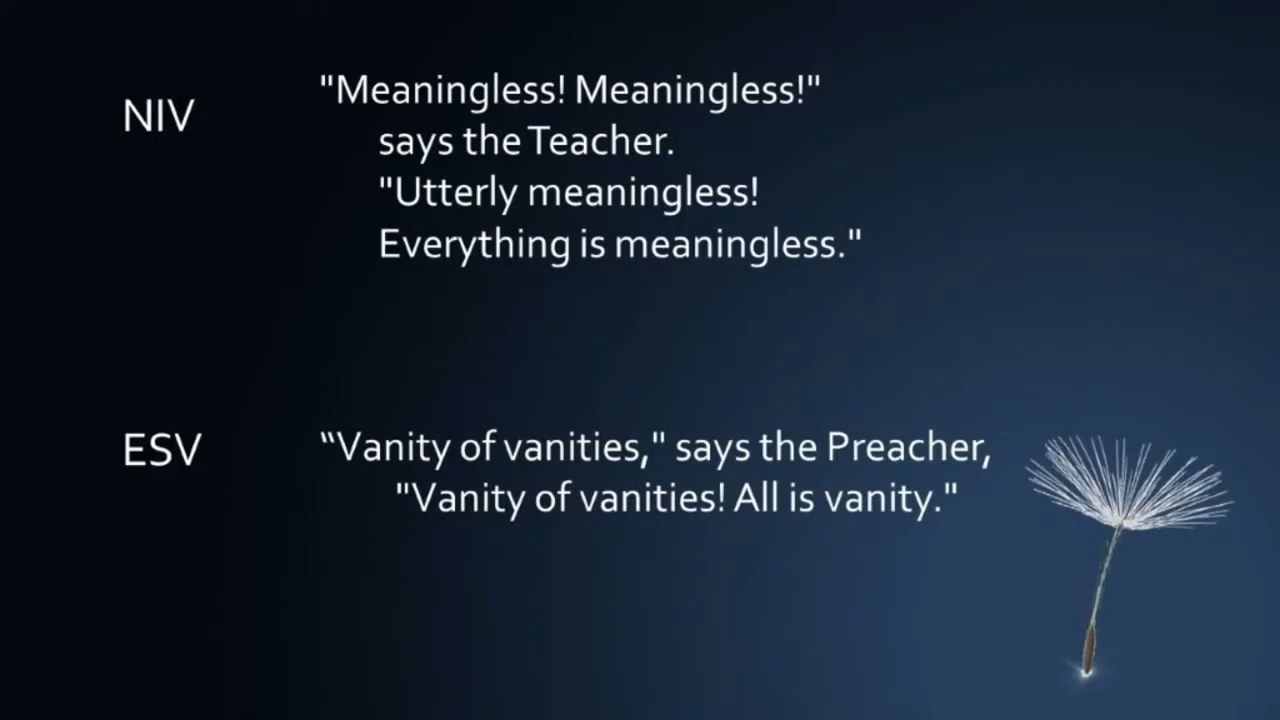 NIV
"Meaningless! Meaningless!"
says the Teacher.
"Utterly meaningless!
Everything is meaningless."
ESV
“Vanity of vanities," says the Preacher,
"Vanity of vanities! All is vanity."